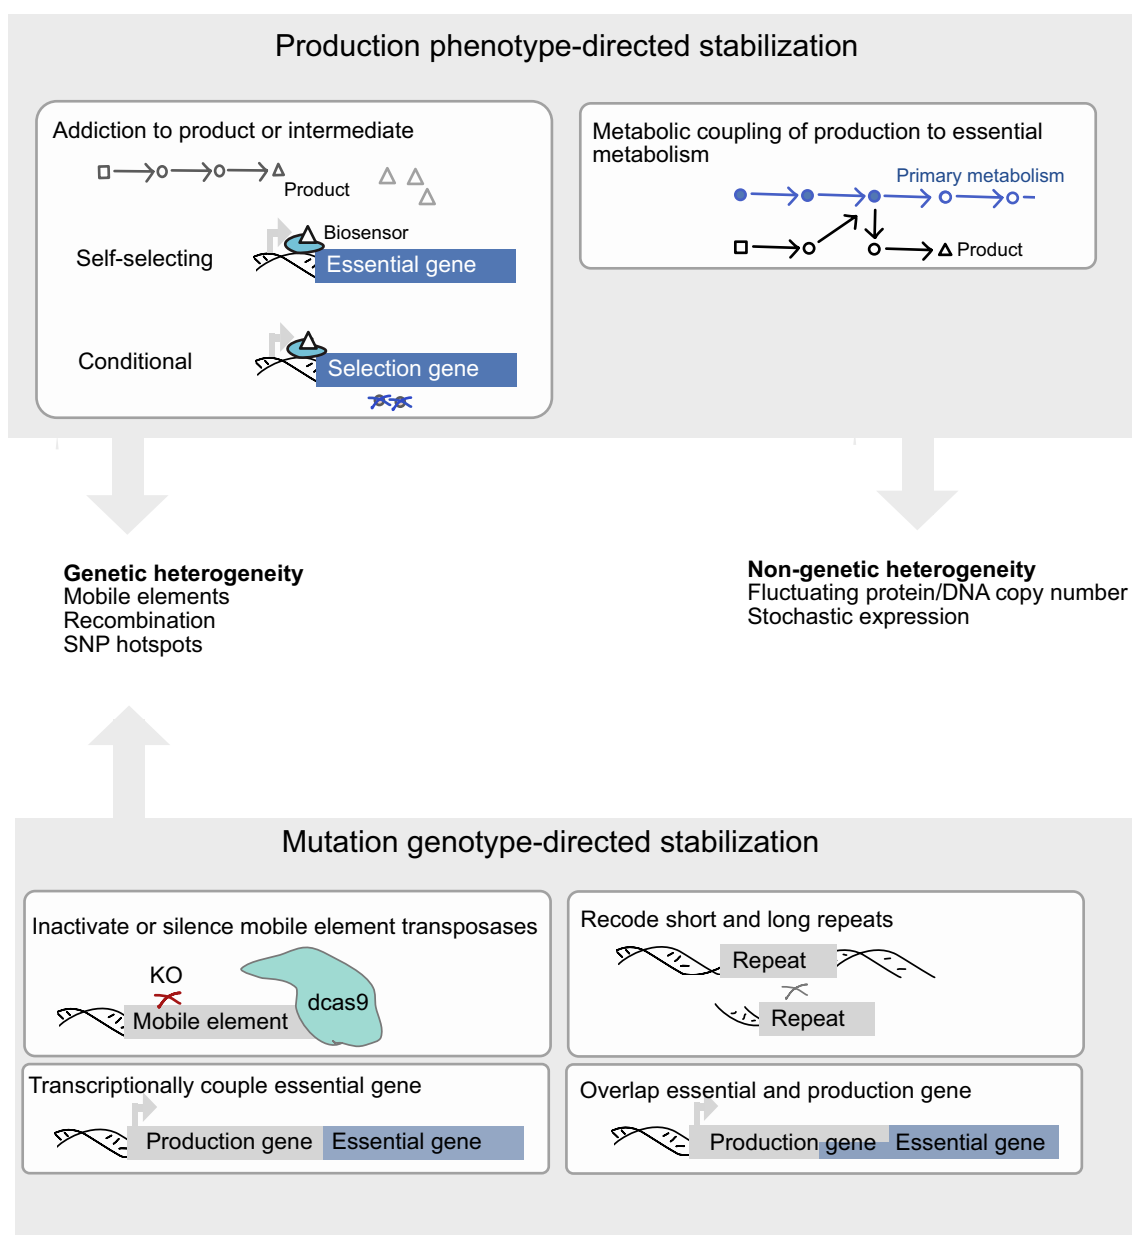 Production phenotype-directed stabilization
Addiction to product or intermediate
Product
Self-selecting
Biosensor
Essential gene
Conditional
Selection gene
Metabolic coupling of production to essential
metabolism
Primary metabolism
Product
Genetic heterogeneity
Mobile elements
Recombination
SNP hotspots
Non-genetic heterogeneity
Fluctuating protein/DNA copy number
Stochastic expression
Mutation genotype-directed stabilization
Inactivate or silence mobile element transposases
KO
dcas9
Mobile element
Recode short and long repeats
Repeat
Repeat
Transcriptionally couple essential gene
Production gene Essential gene
Overlap essential and production gene
Production gene Essential gene